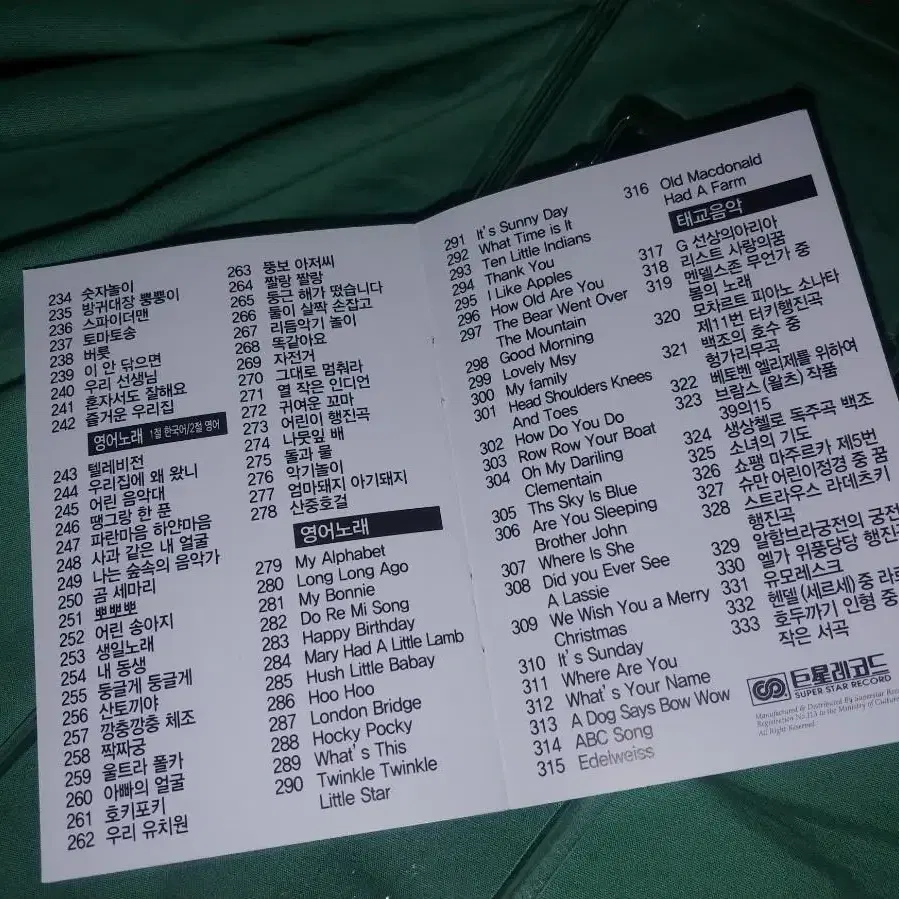 234 숫자놀이
235 방귀대장 뿡뿡이
236 스파이더맨
237 토마토송
238 버릇
239 이 안 닦으면
240 우리 선생님
241 혼자서도 잘해요
242 즐거운 우리집
영어노래 1절 한국어/2절 영어
243 텔레비전
244 우리집에 왜 왔니
245 어린 음악대
246 땡그랑 한 푼
247 파란마음 하얀마음
248 사과 같은 내 얼굴
249 나는 숲속의 음악가
250 곰 세마리
251 뽀뽀뽀
252 어린 송아지
253 생일노래
254 내 동생
255 둥글게 둥글게
256 산토끼야
257 깡충깡충 체조
258 짝짜궁
259 울트라 폴카
260 아빠의 얼굴
261 호키포키
262 우리 유치원
263 뚱보 아저씨
264 짤랑 짤랑
265 둥근 해가 떴습니다
266 둘이 살짝 손잡고
267 리듬악기 놀이
268 똑같아요
269 자전거
270 그대로 멈춰라
271 열 작은 인디언
272 귀여운 꼬마
273 어린이 행진곡
274 나뭇잎 배
275 돌과 물
276 악기놀이
277 엄마돼지 아기돼지
278 산중호걸
영어노래
279 My Alphabet
280 Long Long Ago
281 My Bonnie
282 Do Re Mi Song
283 Happy Birthday
284 Mary Had A Little Lamb
285 Hush Little Babay
286 Hoo Hoo
287 London Bridge
288 Hocky Pocky
289 What's This
290 Twinkle Twinkle
Little Star
291 It's Sunny Day
292 What Time is It
293 Ten Little Indians
294 Thank You
295 I Like Apples
296 How Old Are You
297 The Bear Went Over
The Mountain
298 Good Morning
299 Lovely Msy
300 My family
301 Head Shoulders Knees
And Toes
302 How Do You Do
303 Row Row Your Boat
304 Oh My Dariling
Clementain
305 Ths Sky Is Blue
306 Are You Sleeping
Brother John
307 Where Is She
308 Did you Ever See
A Lassie
309 We Wish You a Merry
Christmas
310 It's Sunday
311 Where Are You
312 What's Your Name
313 A Dog Says Bow Wow
314 ABC Song
315 Edelweiss
316 Old Macdonald
Had A Farm
태교음악
317 G 선상의아리아
318 리스트 사랑의꿈
319 멘델스존 무언가 중
봄의 노래
320 모차르트 피아노 소나타
제11번 터키행진곡
321 백조의 호수 중
헝가리무곡
322 베토벤 엘리제를 위하여
323 브람스 (왈츠) 작품
39의15
324 생상첼로 독주곡 백조
325 소녀의 기도
326 쇼팽 마주르카 제5번
327 슈만 어린이정경 중 꿈
328 스트라우스 라데츠키
행진곡
329 알함브라궁전의 궁전
330 엘가 위풍당당 행진곡
331 유모레스크
332 헨델 (세르세) 중 라르
333 호두까기 인형 중
작은 서곡
巨星레코드
SUPER STAR RECORD
Manufactured & Distributed By Superstar Reco
Registration No.113 to the Ministry of Culture
All Right Reserved.